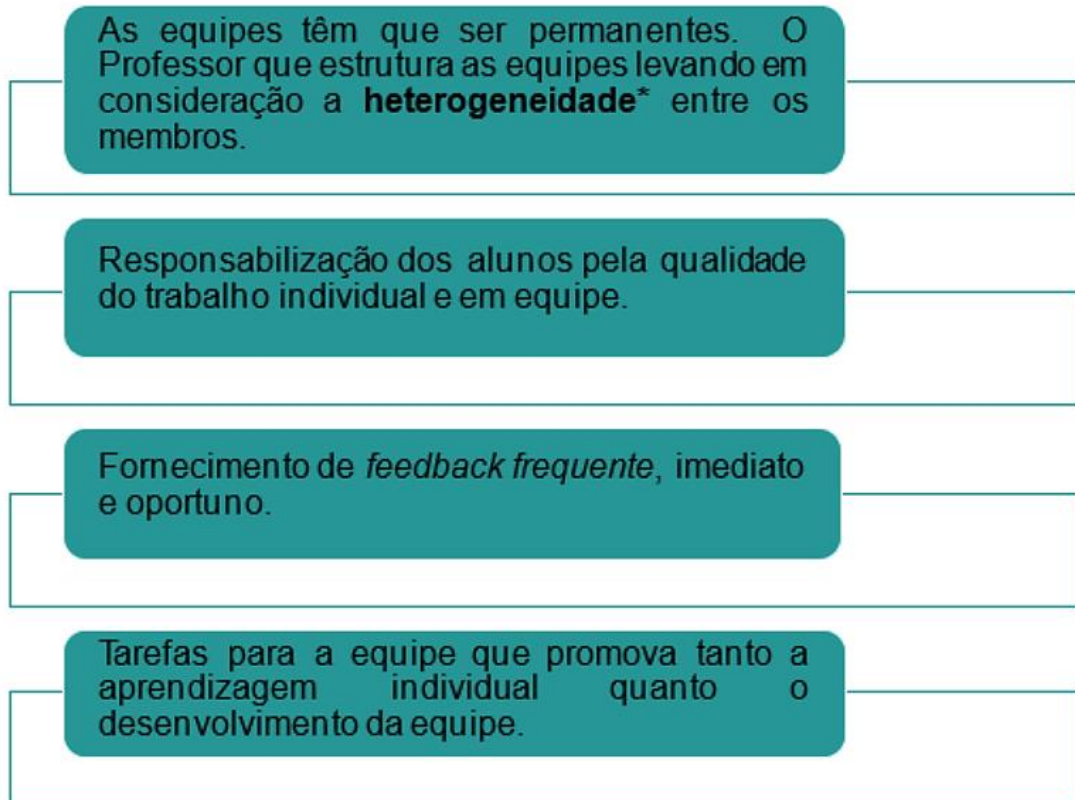 As equipes têm que ser permanentes. O
Professor que estrutura as equipes levando em
consideração a heterogeneidade* entre os
membros.
Responsabilização dos alunos pela qualidade
do trabalho individual e em equipe.
Fornecimento de feedback frequente, imediato
e oportuno.
Tarefas para a equipe que promova tanto a
aprendizagem individual quanto o
desenvolvimento da equipe.